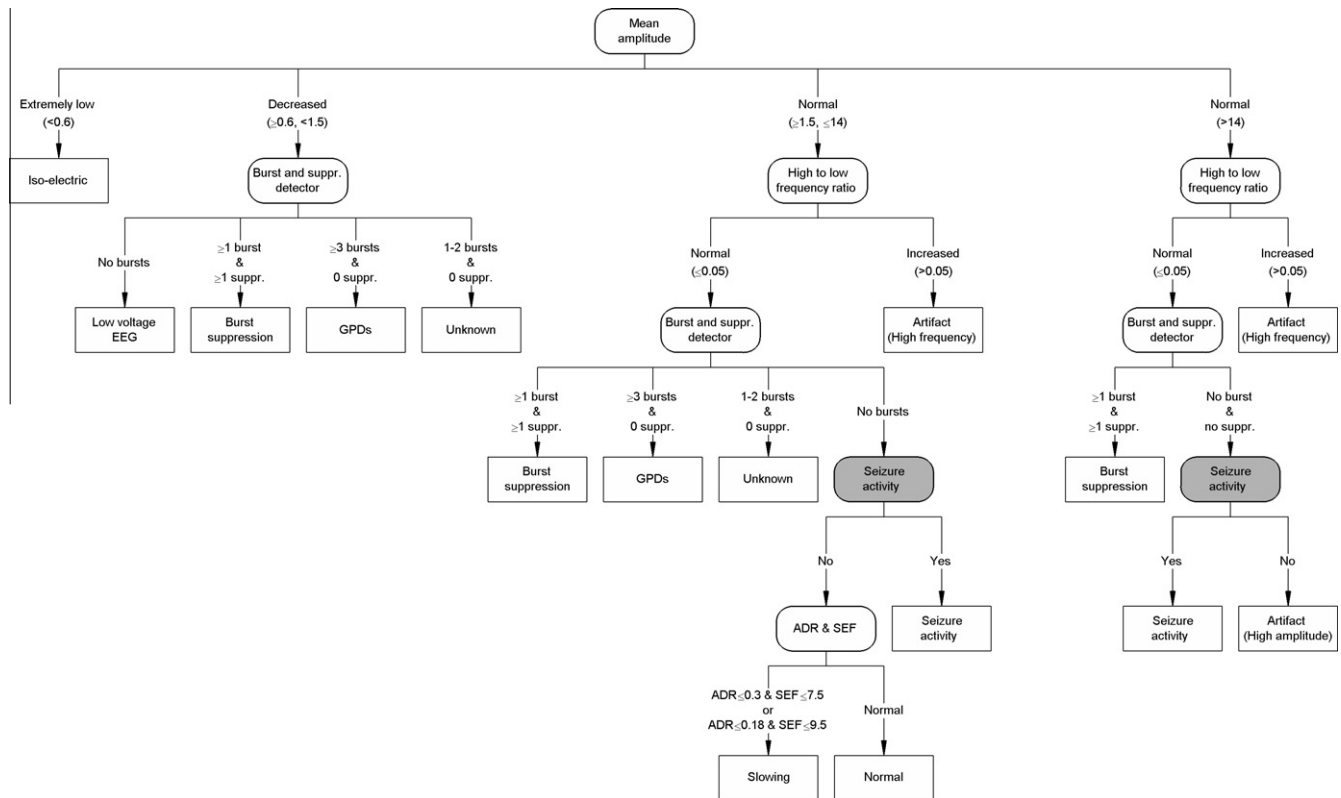 Mean
amplitude
Extremely low
(<0.6)
Decreased
(≥0.6, <1.5)
Normal
(≥1.5, ≤14)
Normal
(>14)
Iso-electric
Burst and suppr.
detector
High to low
frequency ratio
High to low
frequency ratio
No bursts
≥1 burst
&
≥1 suppr.
≥3 bursts
&
0 suppr.
1-2 bursts
&
0 suppr.
Normal
(≤0.05)
Increased
(>0.05)
Normal
(≤0.05)
Increased
(>0.05)
Low voltage
EEG
Burst
suppression
GPDs
Unknown
Burst and suppr.
detector
Artifact
(High frequency)
Burst and suppr.
detector
Artifact
(High frequency)
≥1 burst
&
≥1 suppr.
≥3 bursts
&
0 suppr.
1-2 bursts
&
0 suppr.
No bursts
≥1 burst
&
≥1 suppr.
No burst
&
no suppr.
Burst
suppression
GPDs
Unknown
Seizure
activity
Burst
suppression
Seizure
activity
No
Yes
Yes
No
ADR & SEF
Seizure
activity
Seizure
activity
Artifact
(High amplitude)
ADR≤0.3 & SEF≤7.5
or
ADR≤0.18 & SEF≤9.5
Normal
Slowing
Normal